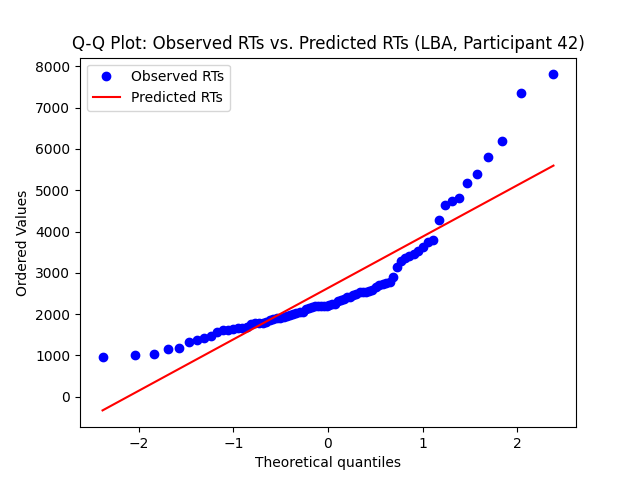 Q-Q Plot: Observed RTs vs. Predicted RTs (LBA, Participant 42)
Observed RTs
Predicted RTs
8000
7000
6000
5000
4000
3000
2000
1000
0
Ordered Values
−2 −1 0 1 2
Theoretical quantiles